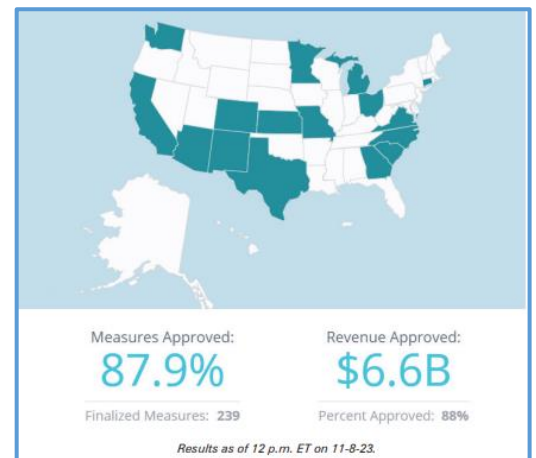 Measures Approved:
87.9%
Finalized Measures: 239
Revenue Approved:
$6.6B
Percent Approved: 88%
Results as of 12 p.m. ET on 11-8-23.